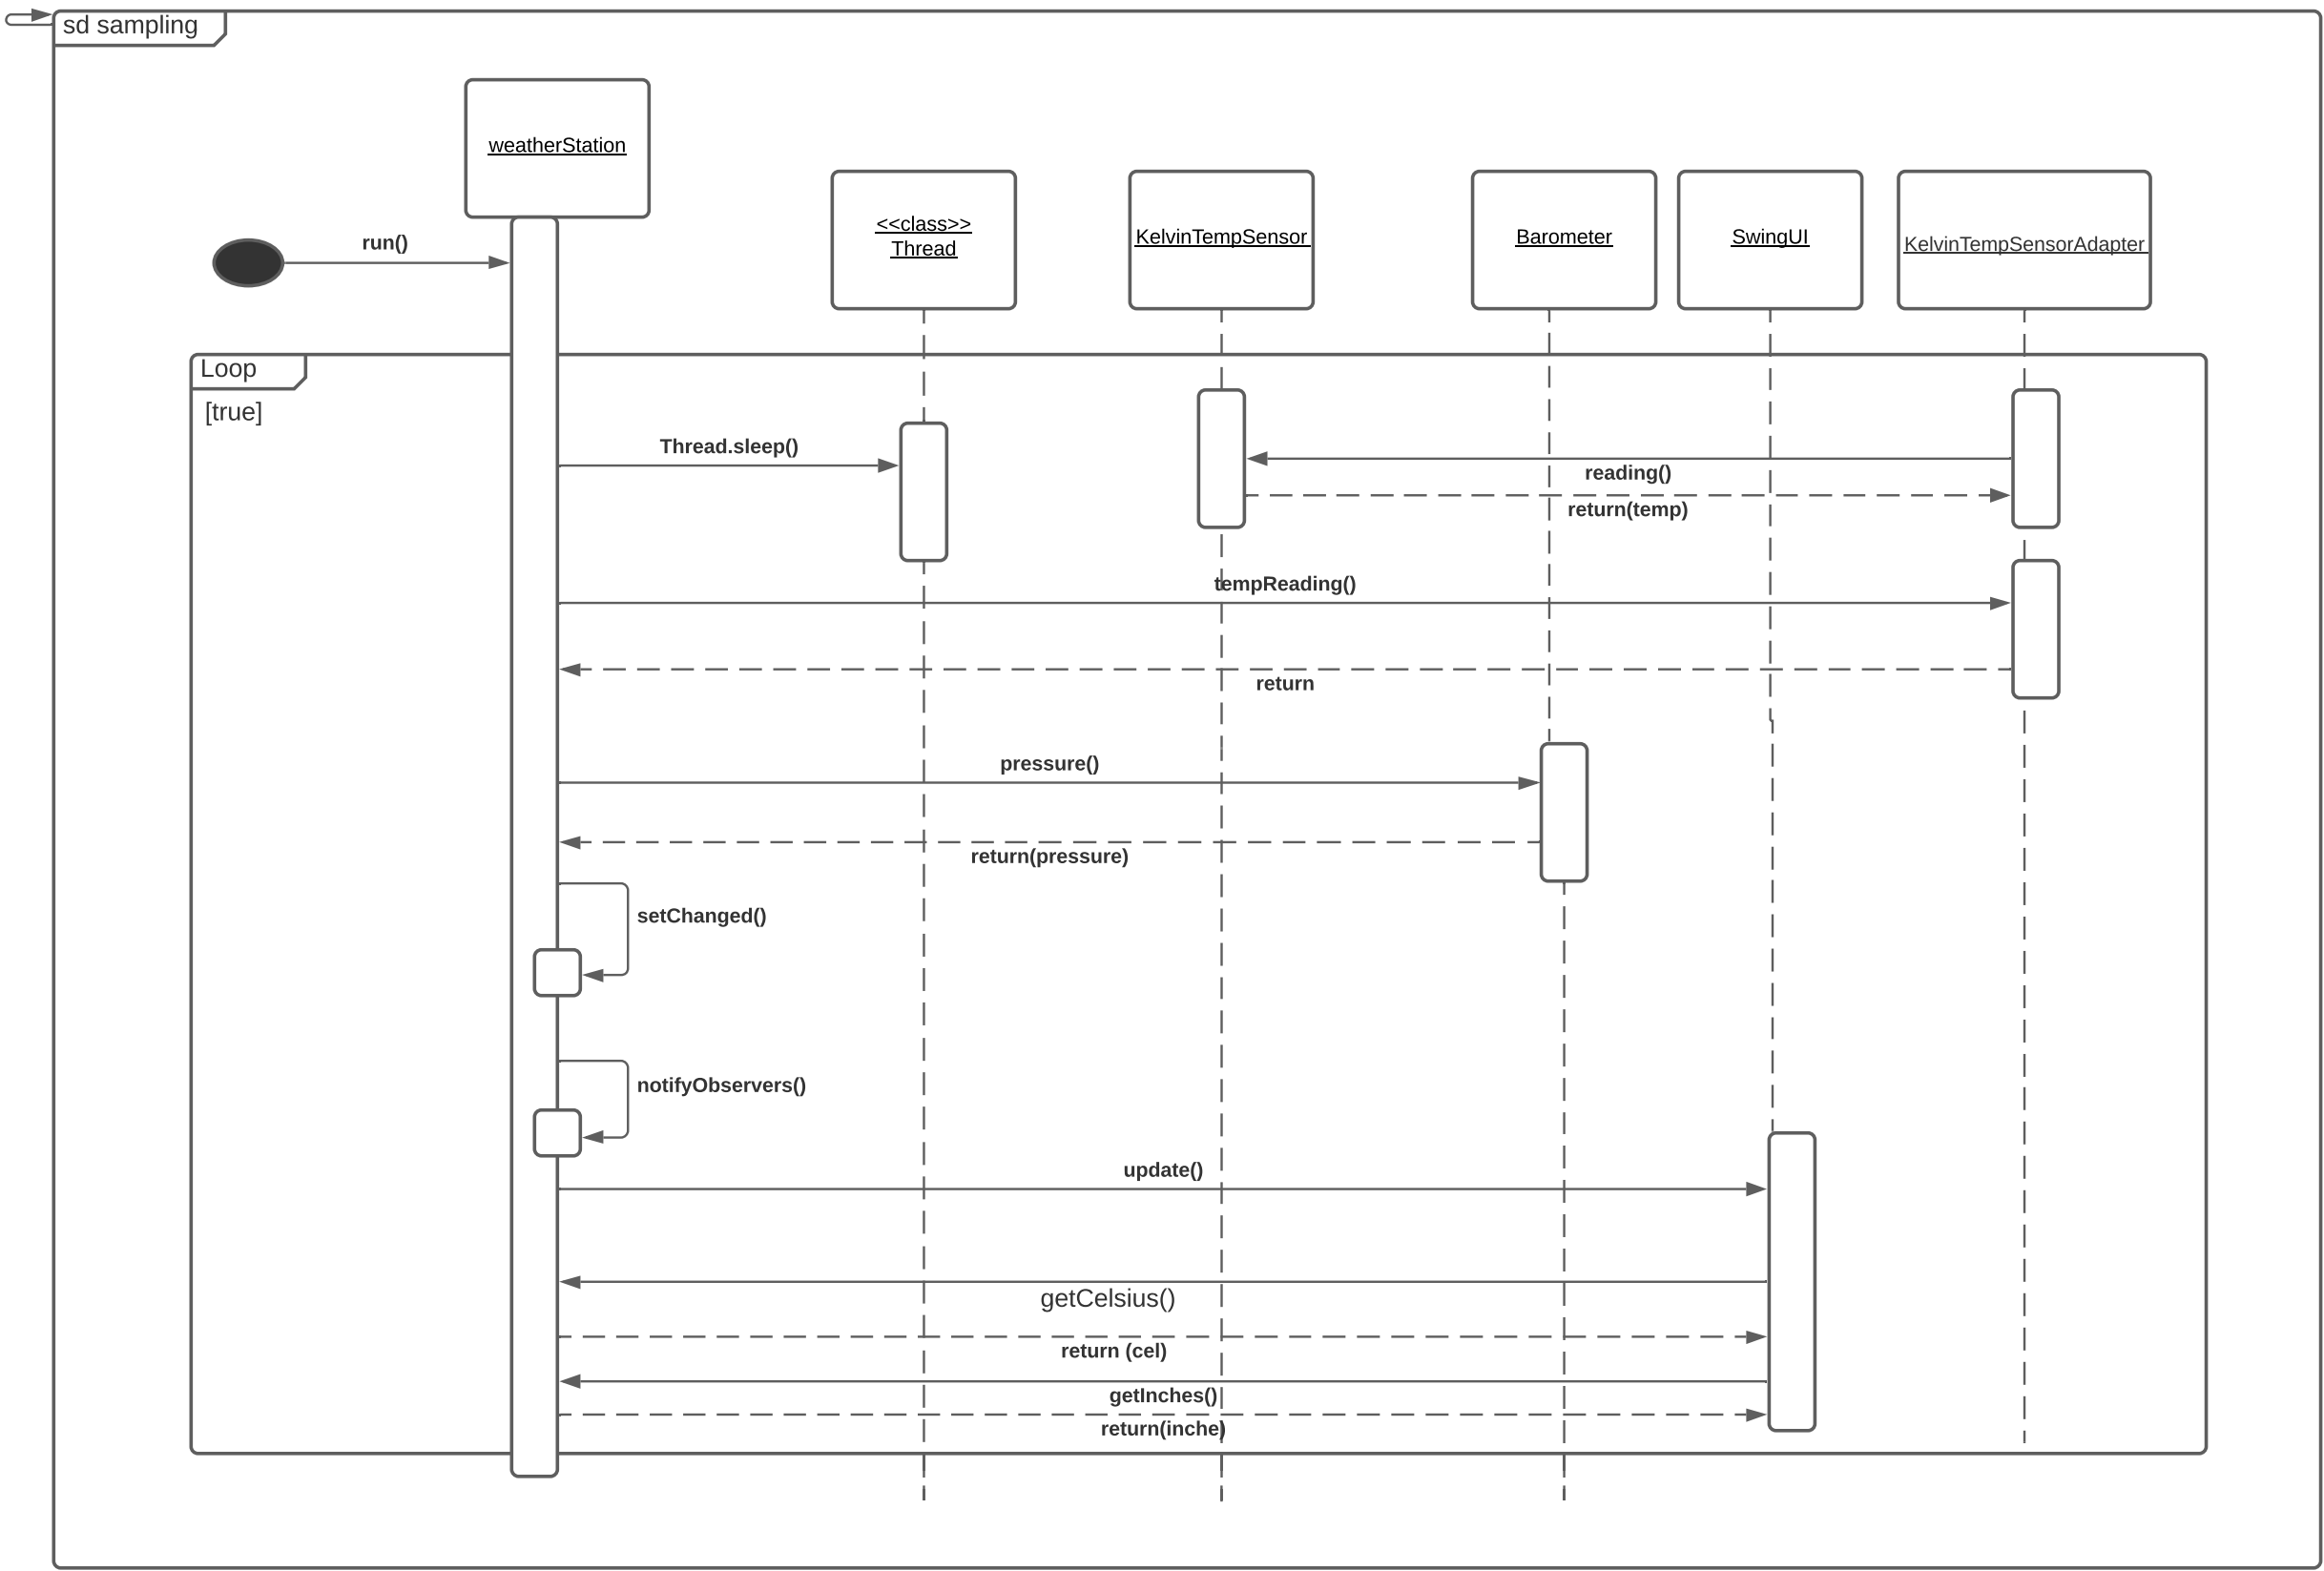 sd sampling
weatherStation
<<class>>
Thread
KelvinTempSensor
Barometer
SwingUI
KelvinTempSensorAdapter
run()
Loop
[true]
Thread.sleep()
reading()
return(temp)
tempReading()
return
pressure()
return(pressure)
setChanged()
notifyObservers()
update()
getCelsius()
return (cel)
getInches()
return(inche)